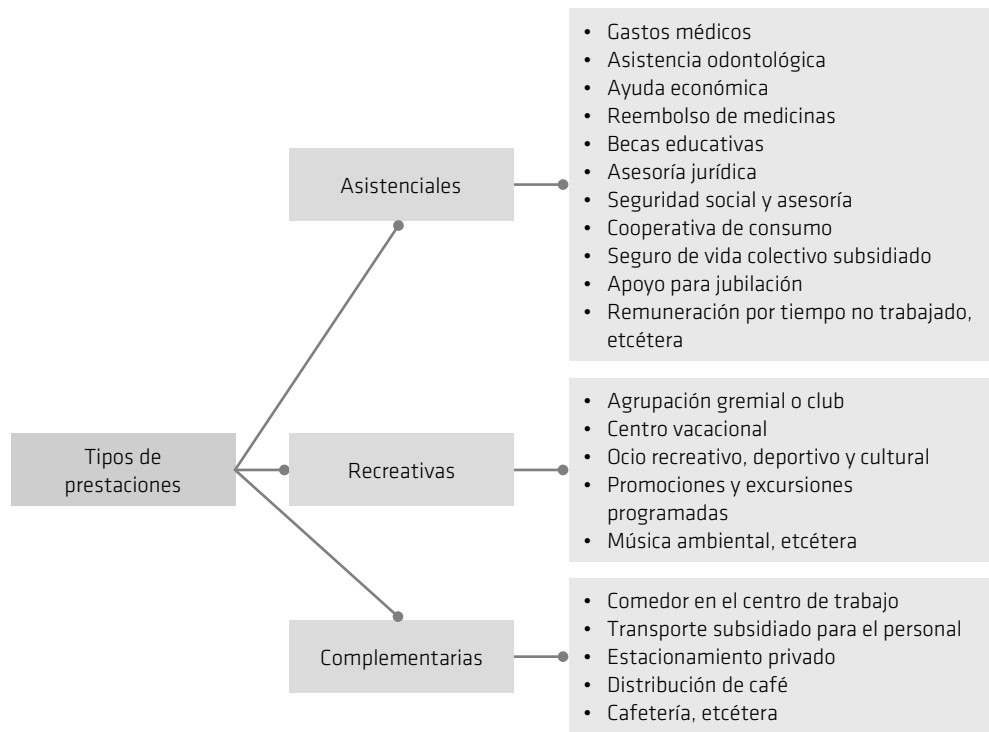 Tipos de
prestaciones
Asistenciales
• Gastos médicos
• Asistencia odontológica
• Ayuda económica
• Reembolso de medicinas
• Becas educativas
• Asesoría jurídica
• Seguridad social y asesoría
• Cooperativa de consumo
• Seguro de vida colectivo subsidiado
• Apoyo para jubilación
• Remuneración por tiempo no trabajado,
etcétera
Recreativas
• Agrupación gremial o club
• Centro vacacional
• Ocio recreativo, deportivo y cultural
• Promociones y excursiones
programadas
• Música ambiental, etcétera
Complementarias
• Comedor en el centro de trabajo
• Transporte subsidiado para el personal
• Estacionamiento privado
• Distribución de café
• Cafetería, etcétera